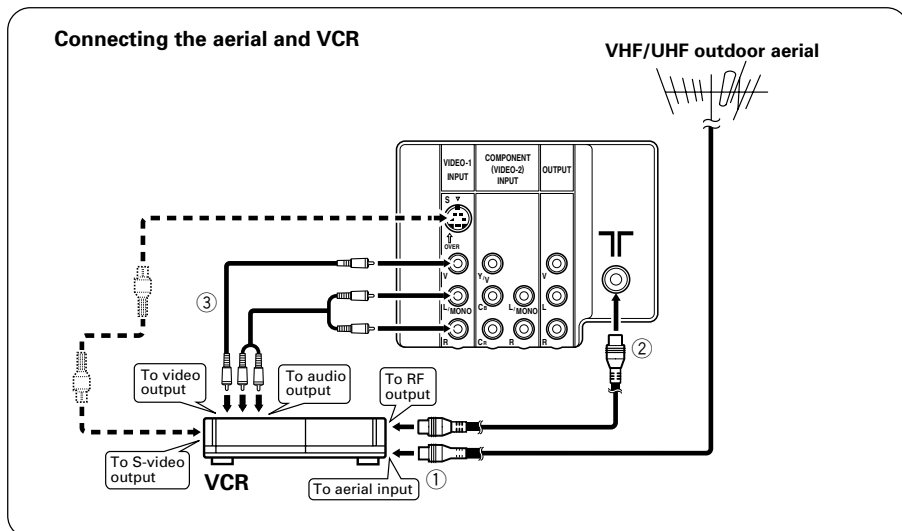 Connecting the aerial and VCR
VHF/UHF outdoor aerial
VIDEO-1
INPUT
COMPONENT
(VIDEO-2)
INPUT
OUTPUT
S
OVER
V
Y/V
V
L/MONO
CB
L/MONO
L
R
CR
R
R
③
②
To video
output
To audio
output
To RF
output
To S-video
output
VCR
To aerial input
①